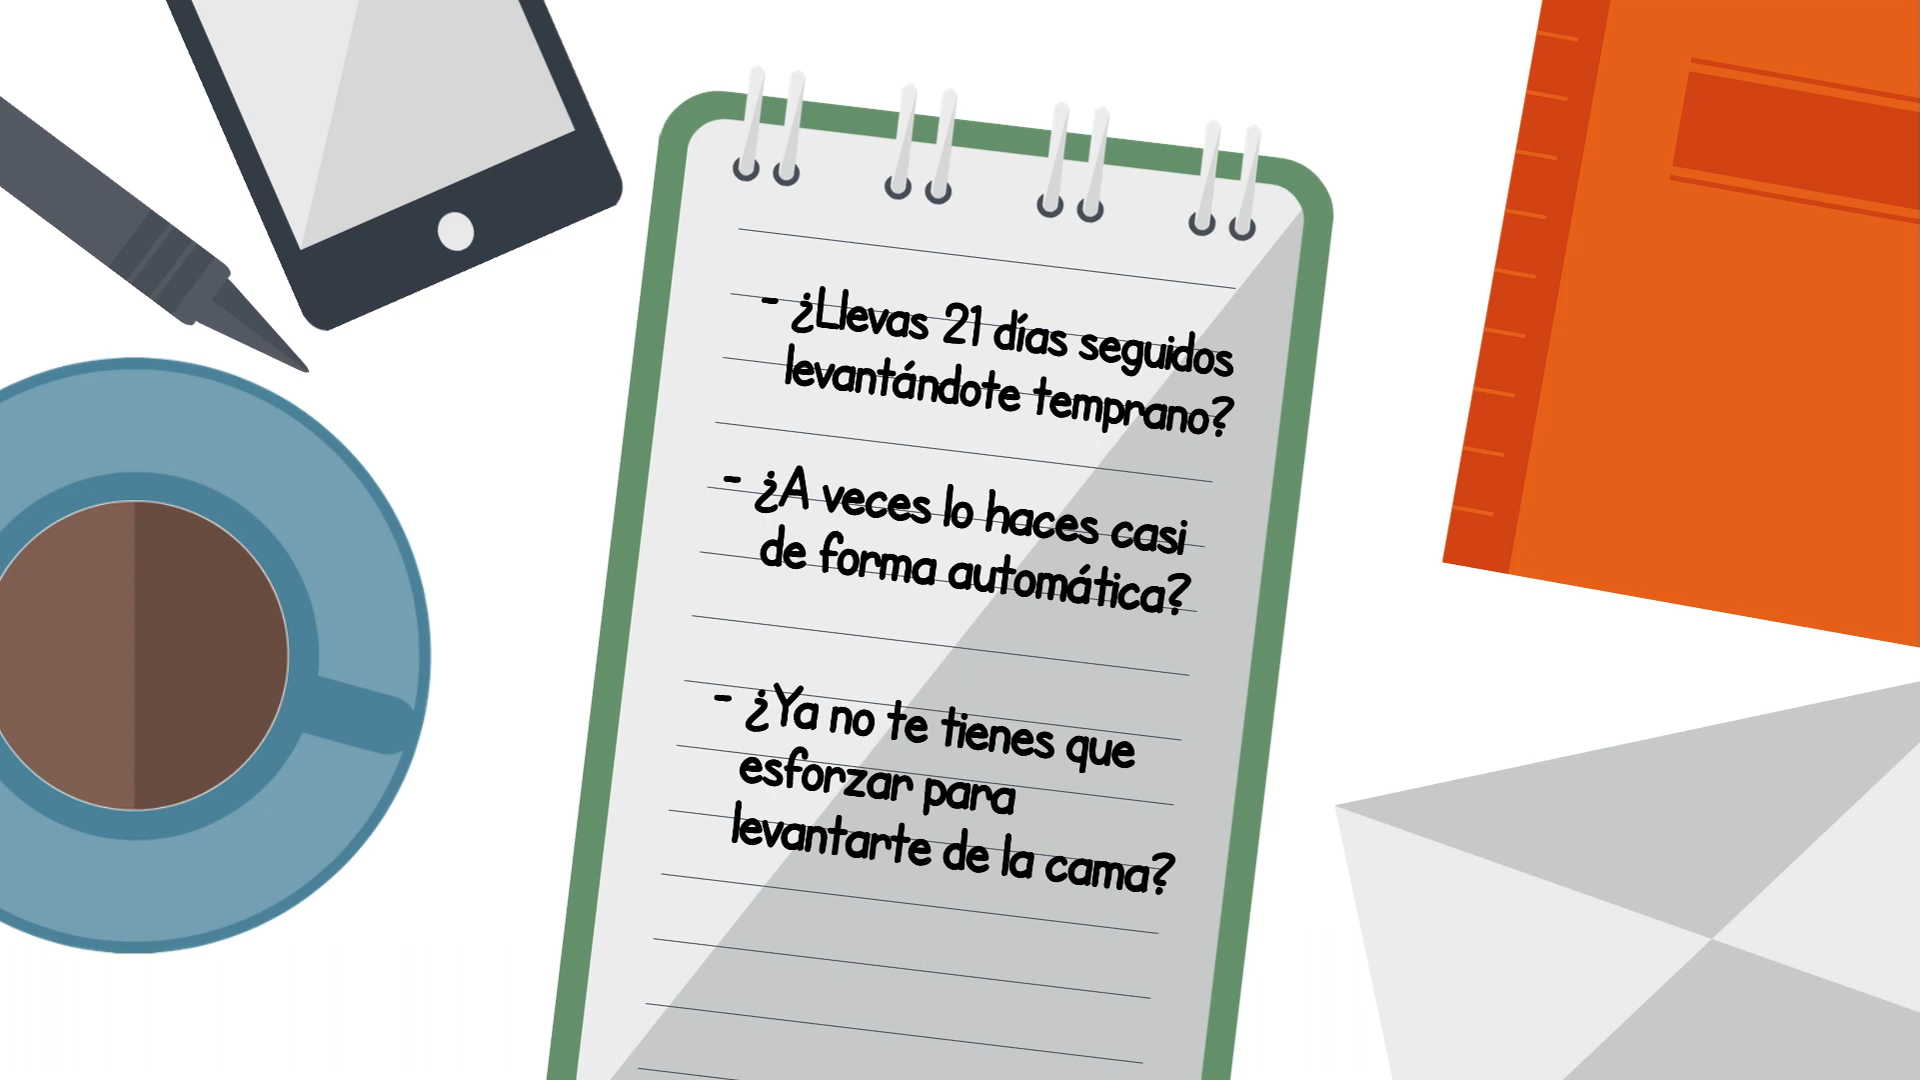 - ¿Llevas 21 días seguidos
levantándote temprano?
- ¿A veces lo haces casi
de forma automática?
- ¿Ya no te tienes que
esforzar para
levantarte de la cama?